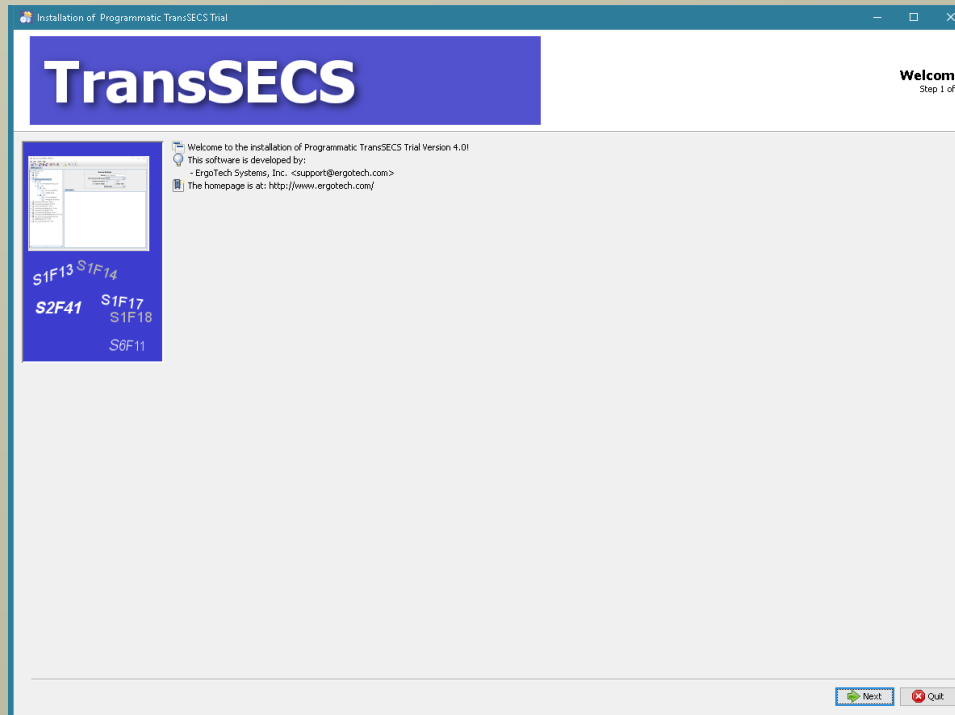 Installation of Programmatic TransSECS Trial
TransSECS
Welcom
Step 1 of
Welcome to the installation of Programmatic TransSECS Trial Version 4.0!
This software is developed by:
- ErgoTech Systems, Inc. <support@ergotech.com>
The homepage is at: http://www.ergotech.com/
S1F13 S1F14
S2F41 S1F17
S1F18
S6F11
Next Quit